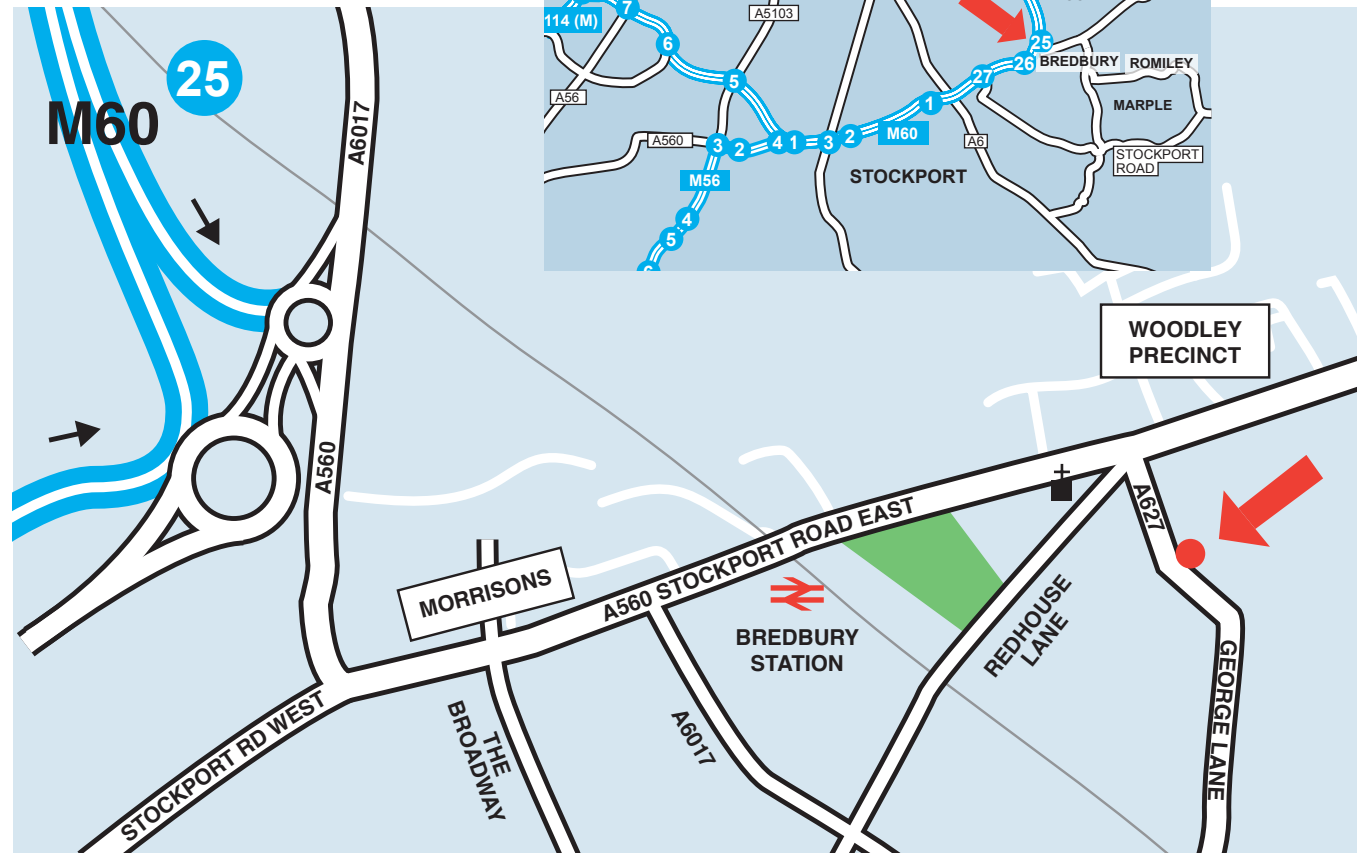 114 (M)
7
6
5
A5103
A56
A560
3
2
4
1
3
2
M60
1
27
26
25
BREDBURY
ROMILEY
MARPLE
A6
STOCKPORT
ROAD
STOCKPORT
M56
4
5
25
M60
A6017
A560
WOODLEY
PRECINCT
A627
MORRISONS
A560 STOCKPORT ROAD EAST
BREDBURY
STATION
REDHOUSE
LANE
GEORGE LANE
STOCKPORT RD WEST
THE
BROADWAY
A6017